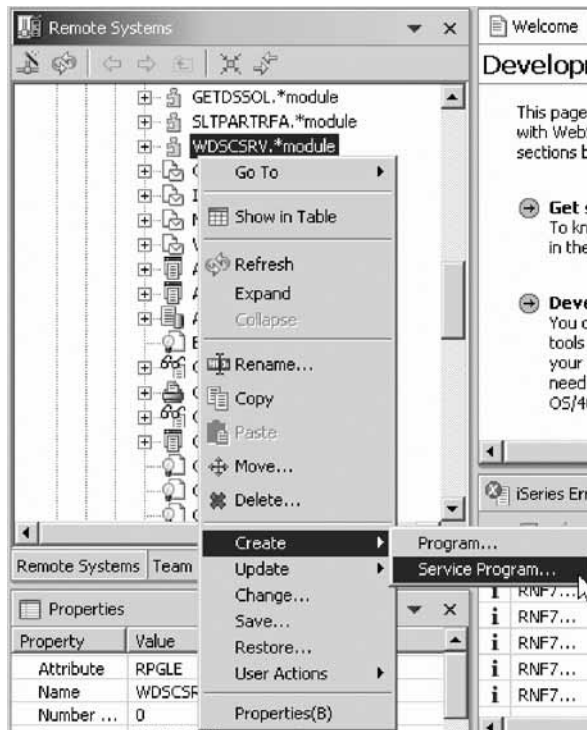 Remote Systems
GETDSSOL.*module
SLTPARTRFA.*module
WDSCSRV.*module
Go To
Show in Table
Refresh
Expand
Collapse
Rename...
Copy
Paste
Move...
Delete...
Create
Update
Change...
Save...
Restore...
User Actions
Properties(B)
Program...
Service Program...
Remote Systems Team
Properties
Property Value
Attribute RPGLE
Name WDSCSR
Number ... 0
Welcome
Develop
This page
with Web
sections b
Get s
To kn
in the
Deve
You c
tools
your
need
OS/4
iSeries Err
i RNF7...
i RNF7...
i RNF7...
i RNF7...
i RNF7...